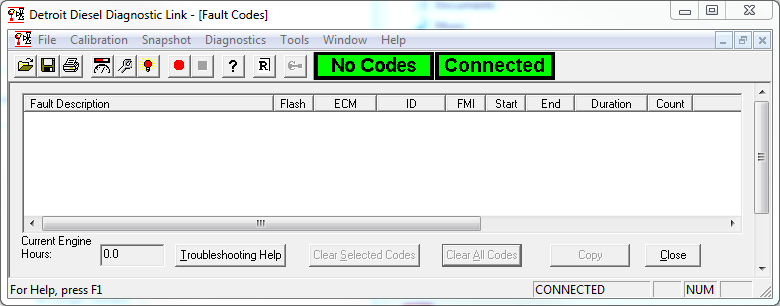 Detroit Diesel Diagnostic Link - [Fault Codes]
File Calibration Snapshot Diagnostics Tools Window Help
? R No Codes Connected
Fault Description Flash ECM ID FMI Start End Duration Count
Current Engine
Hours: 0.0 Troubleshooting Help Clear Selected Codes Clear All Codes Copy Close
For Help, press F1 CONNECTED NUM